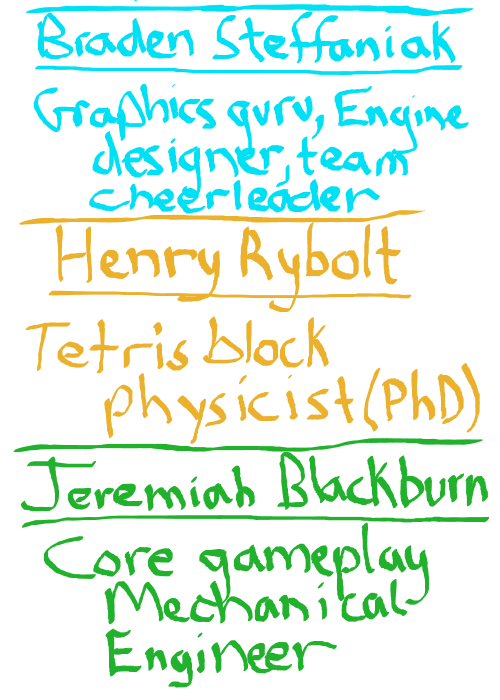 Braden Steffaniak
Graphics guru, Engine
designer, team
cheerleader
Henry Rybolt
Tetris block
physicist (PhD)
Jeremiah Blackburn
Core gameplay
Mechanical
Engineer